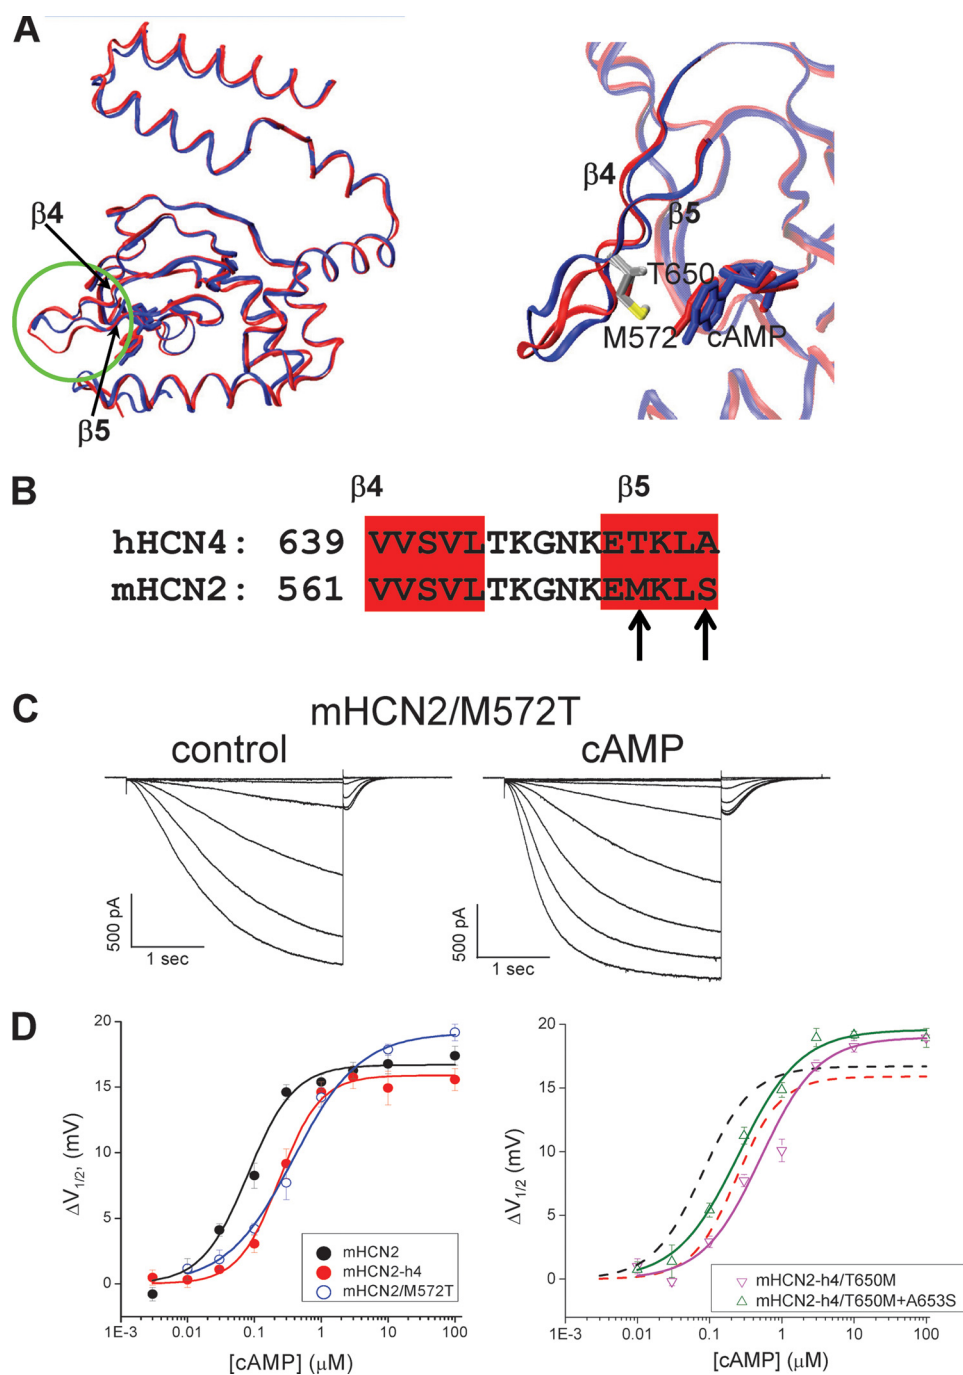 A
β4
β5
β4
β5
T650
M572
cAMP
B
β4
β5
hHCN4: 639 VVSVLTKGNKETKLA
mHCN2: 561 VVSVLTKGNKEMKLS
C
mHCN2/M572T
control
cAMP
500 pA
1 sec
500 pA
1 sec
D
20
15
10
5
0
ΔV1/2, (mV)
mHCN2
mHCN2-h4
mHCN2/M572T
1E-3 0.01 0.1 1 10 100
[cAMP] (μM)
20
15
10
5
0
ΔV1/2 (mV)
mHCN2-h4/T650M
mHCN2-h4/T650M+A653S
1E-3 0.01 0.1 1 10 100
[cAMP] (μM)